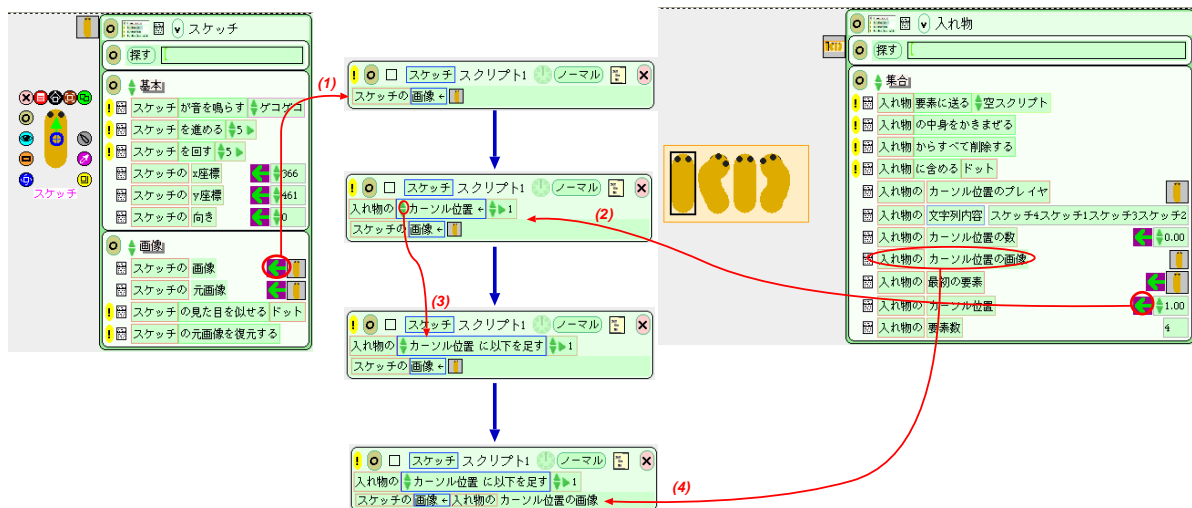 スケッチ
スケッチ
探す
基本
スケッチ が音を鳴らす ゲコゲコ
スケッチ を進める 5
スケッチ を回す 5
スケッチの x座標 366
スケッチの y座標 461
スケッチの 向き 0
画像
スケッチの 画像
スケッチの 元画像
スケッチ の見た目を似せる ドット
スケッチ の元画像を復元する
(1)
スケッチ スクリプト1 ノーマル
スケッチの 画像 ←
スケッチ スクリプト1 ノーマル
入れ物の カーソル位置 ← 1
スケッチの 画像 ←
(2)
(3)
スケッチ スクリプト1 ノーマル
入れ物の カーソル位置 に以下を足す 1
スケッチの 画像 ←
スケッチ スクリプト1 ノーマル
入れ物の カーソル位置 に以下を足す 1
スケッチの 画像 ← 入れ物の カーソル位置の画像
(4)
入れ物
探す
集合
入れ物 要素に送る 空スクリプト
入れ物 の中身をかきまぜる
入れ物 からすべて削除する
入れ物 に含める ドット
入れ物の カーソル位置のプレイヤ
入れ物の 文字列内容 スケッチ4スケッチ1スケッチ3スケッチ2
入れ物の カーソル位置の数 0.00
入れ物の カーソル位置の画像
入れ物の 最初の要素
入れ物の カーソル位置 1.00
入れ物の 要素数 4